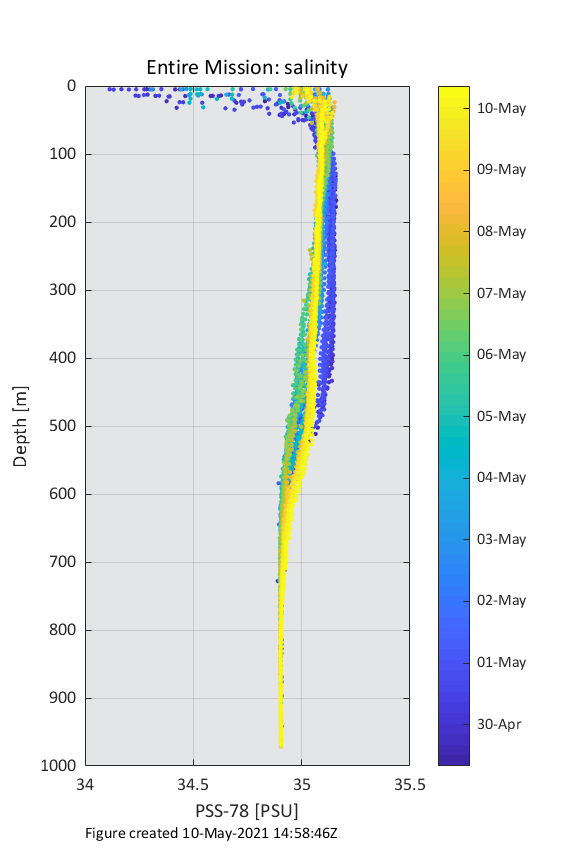 Entire Mission: salinity
0
100
200
300
400
500
600
700
800
900
1000
Depth [m]
34
34.5
35
35.5
PSS-78 [PSU]
10-May
09-May
08-May
07-May
06-May
05-May
04-May
03-May
02-May
01-May
30-Apr
Figure created 10-May-2021 14:58:46Z